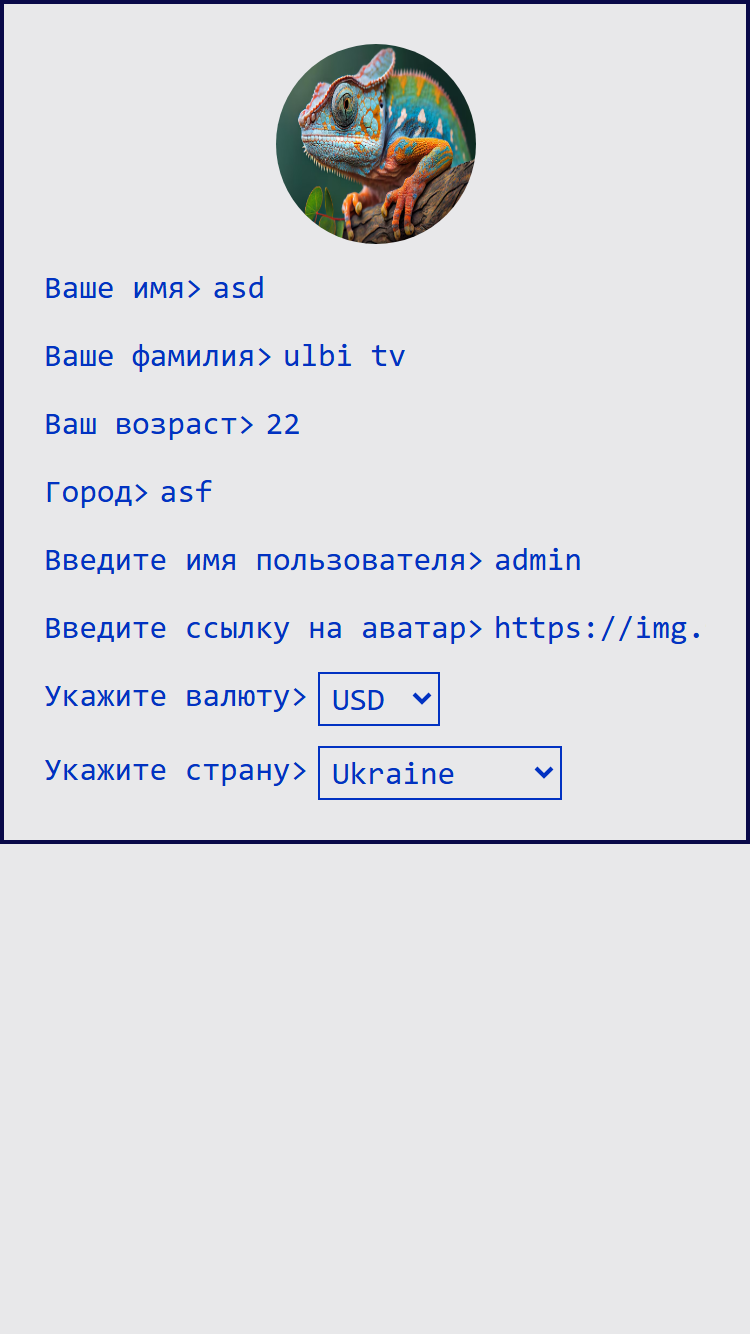 Ваше имя> asd
Ваше фамилия> ulbi tv
Ваш возраст> 22
Город> asf
Введите имя пользователя> admin
Введите ссылку на аватар> https://img.
Укажите валюту> USD
Укажите страну> Ukraine